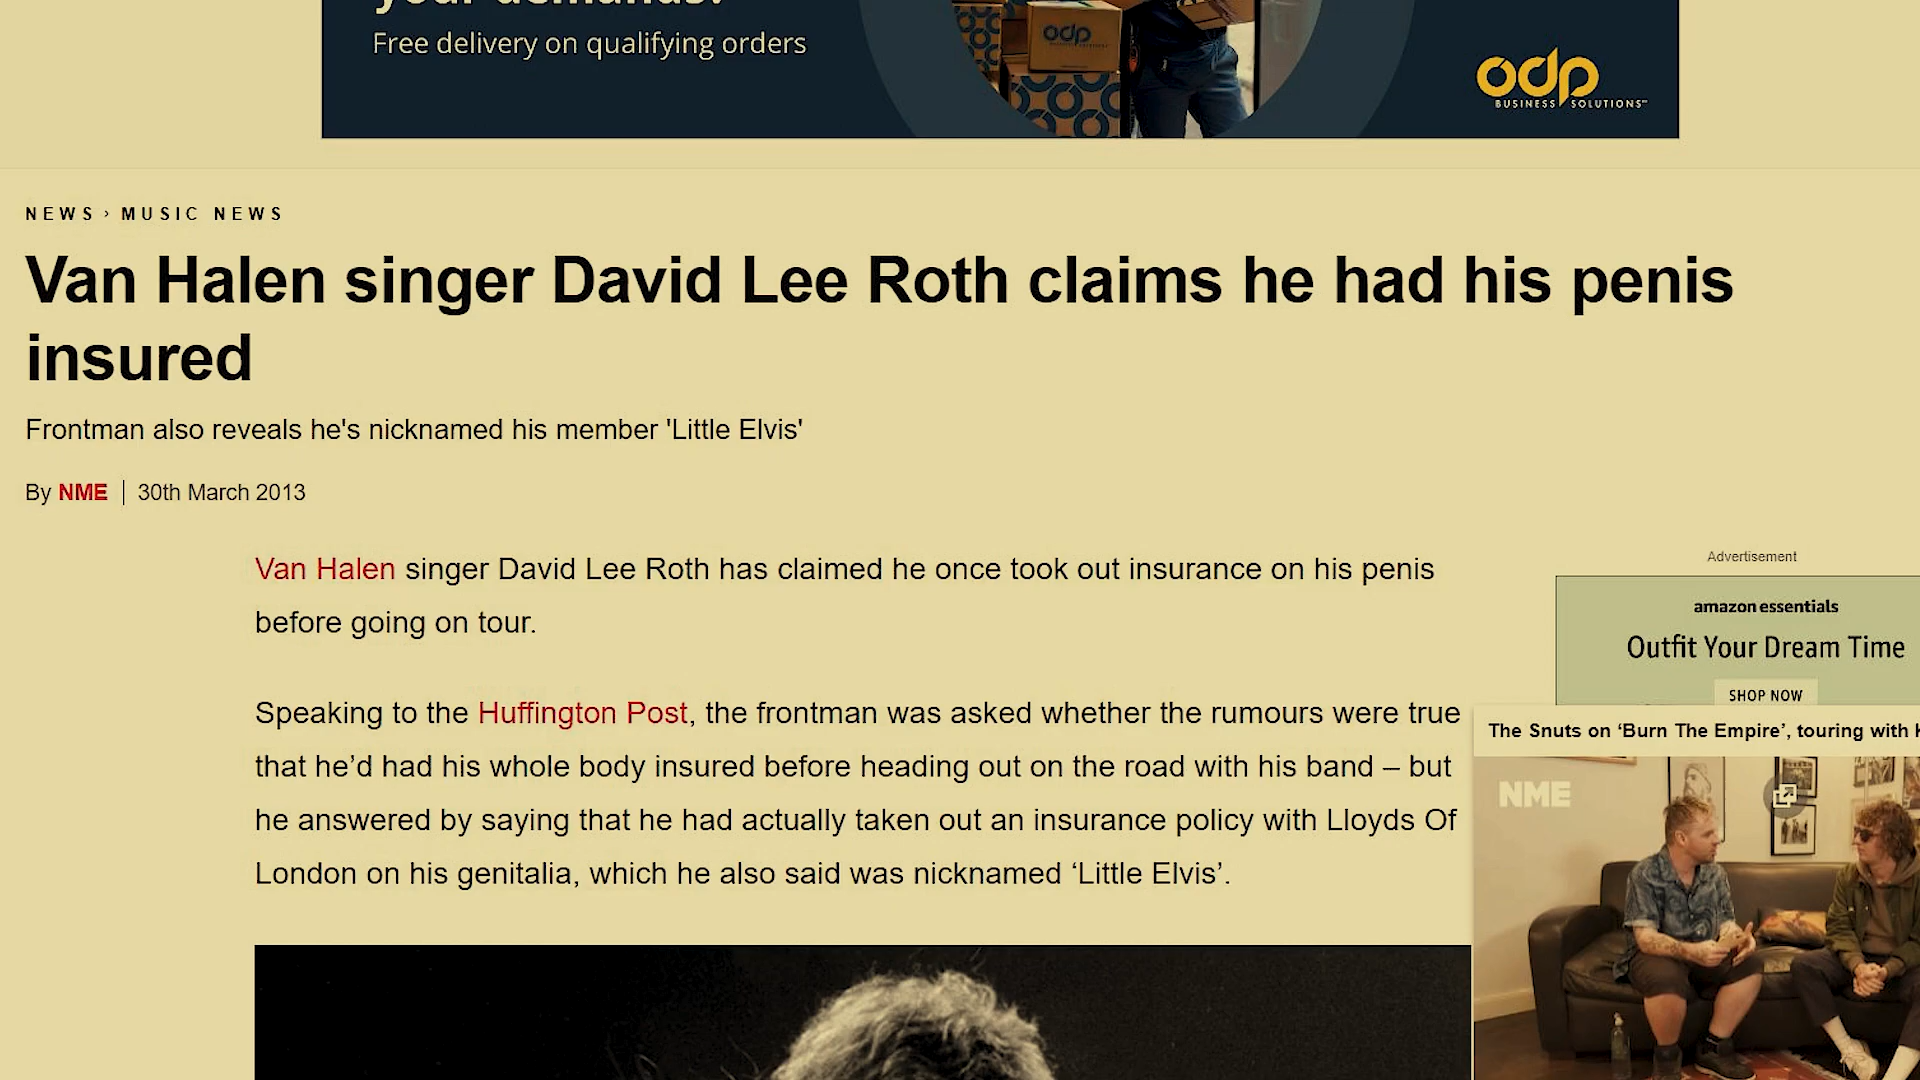 your demands.
Free delivery on qualifying orders
odp
odp
BUSINESS SOLUTIONS
NEWS › MUSIC NEWS
Van Halen singer David Lee Roth claims he had his penis
insured
Frontman also reveals he's nicknamed his member 'Little Elvis'
By NME | 30th March 2013
Van Halen singer David Lee Roth has claimed he once took out insurance on his penis
before going on tour.
Speaking to the Huffington Post, the frontman was asked whether the rumours were true
that he’d had his whole body insured before heading out on the road with his band – but
he answered by saying that he had actually taken out an insurance policy with Lloyds Of
London on his genitalia, which he also said was nicknamed ‘Little Elvis’.
Advertisement
amazon essentials
Outfit Your Dream Time
SHOP NOW
The Snuts on ‘Burn The Empire’, touring with
NME